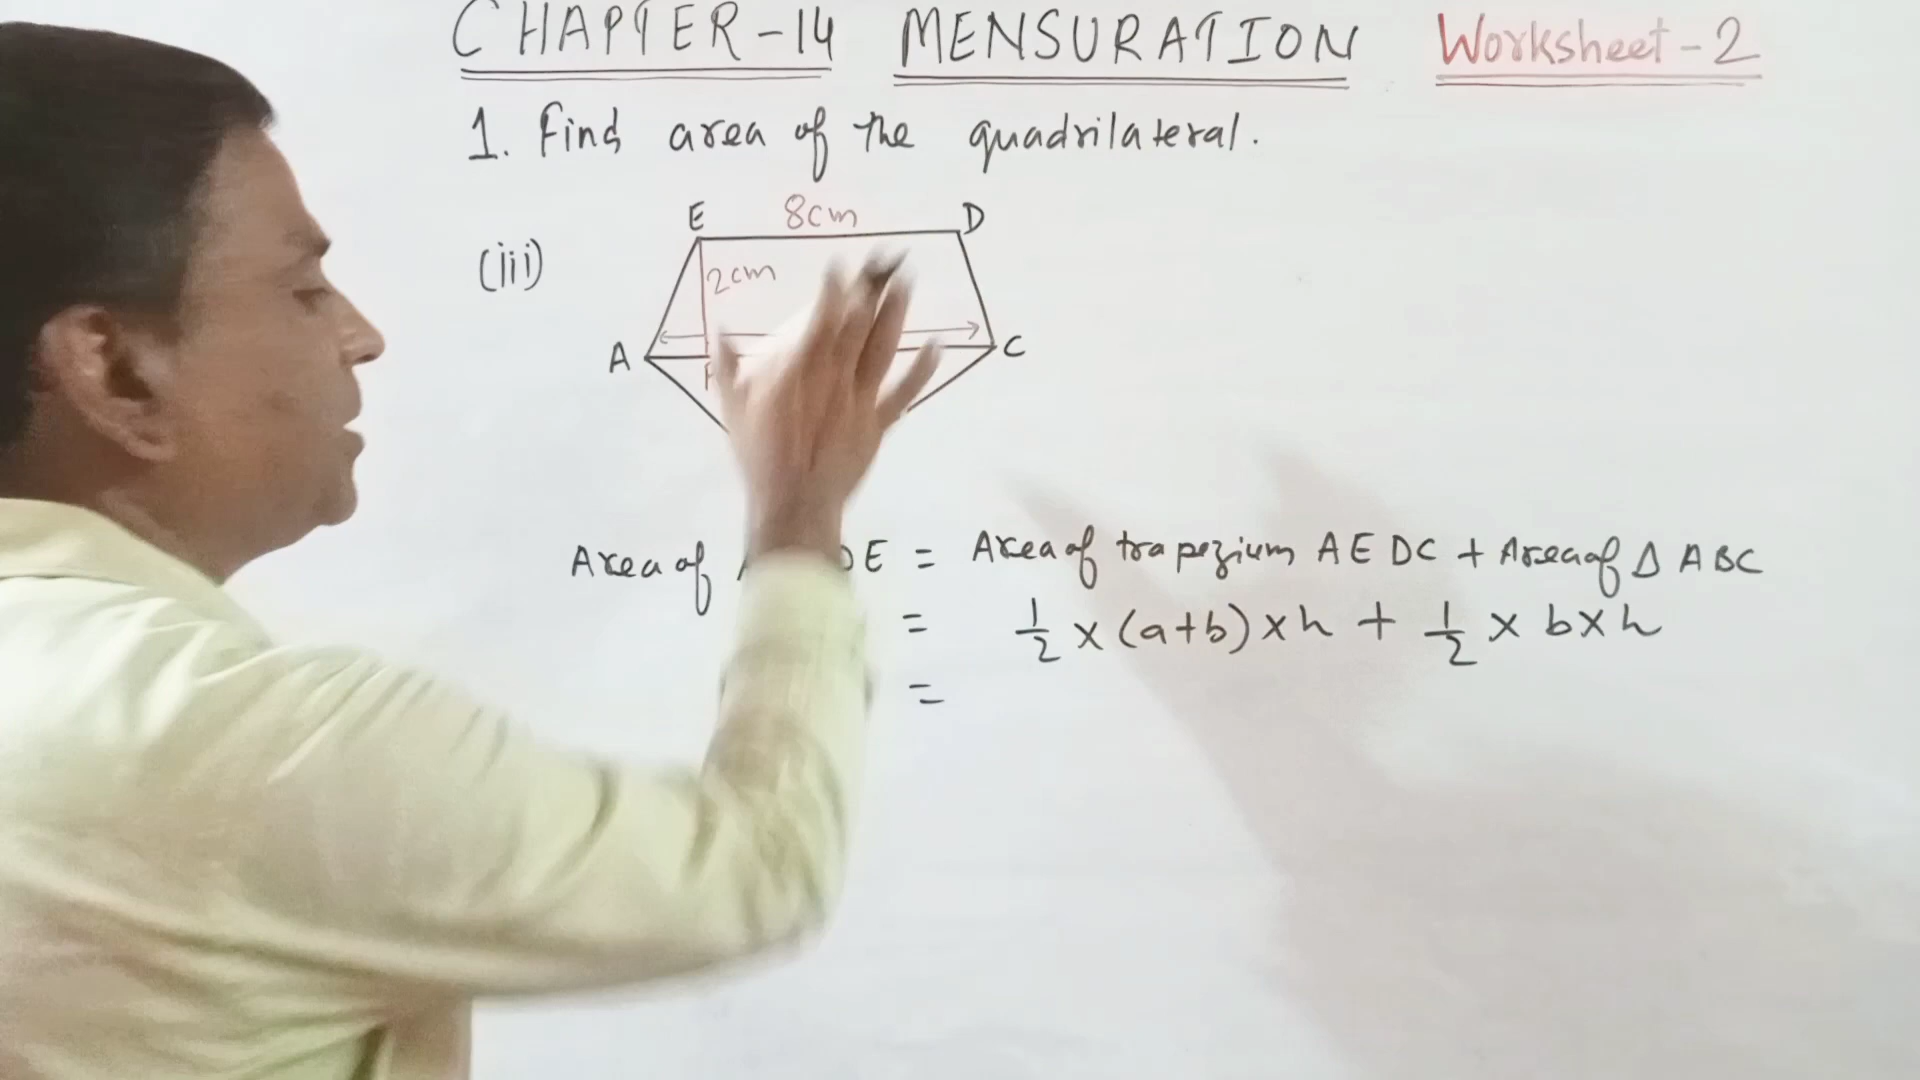 CHAPTER-14 MENSURATION Worksheet-2
1. Find area of the quadrilateral.
(iii)
E 8cm D
2cm
A C
Area of DE = Area of trapezium AEDC + Area of Δ ABC
= 1/2 × (a+b) × h + 1/2 × b × h
=